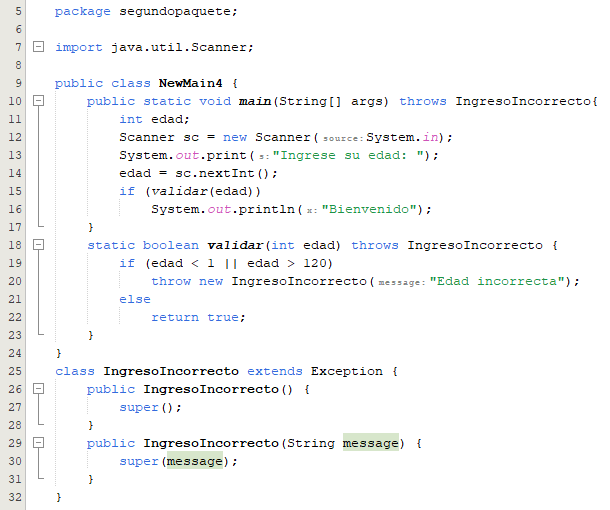 5 package segundopaquete;
6
7 import java.util.Scanner;
8
9 public class NewMain4 {
10 public static void main(String[] args) throws IngresoIncorrecto{
11 int edad;
12 Scanner sc = new Scanner( source: System.in);
13 System.out.print( s: "Ingrese su edad: ");
14 edad = sc.nextInt();
15 if (validar(edad))
16 System.out.println( x: "Bienvenido");
17 }
18 static boolean validar(int edad) throws IngresoIncorrecto {
19 if (edad < 1 || edad > 120)
20 throw new IngresoIncorrecto( message: "Edad incorrecta");
21 else
22 return true;
23 }
24 }
25 class IngresoIncorrecto extends Exception {
26 public IngresoIncorrecto() {
27 super();
28 }
29 public IngresoIncorrecto(String message) {
30 super(message);
31 }
32 }